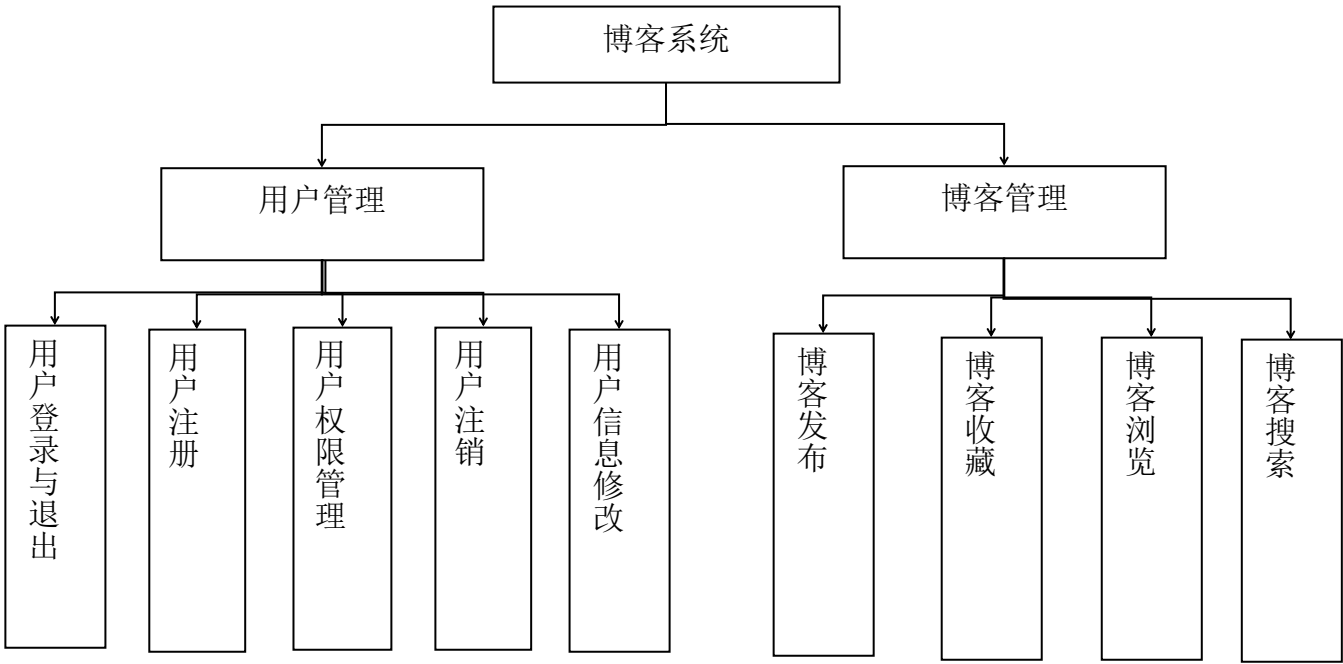 博客系统
用户管理
博客管理
用户登录与退出
用户注册
用户权限管理
用户注销
用户信息修改
博客发布
博客收藏
博客浏览
博客搜索